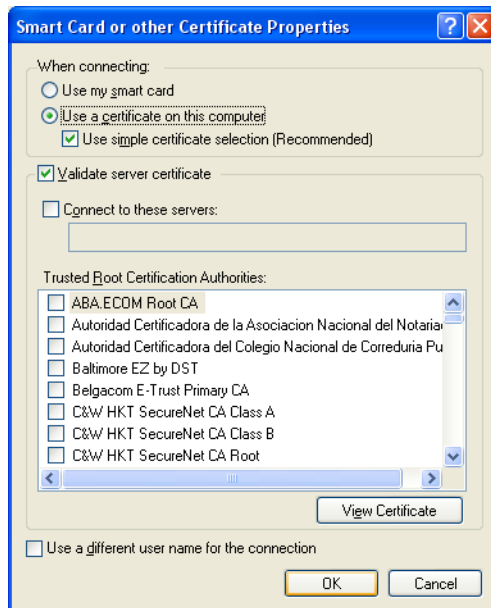 Smart Card or other Certificate Properties
When connecting:
Use my smart card
Use a certificate on this computer
Use simple certificate selection (Recommended)
Validate server certificate
Connect to these servers:
Trusted Root Certification Authorities:
ABA.ECOM Root CA
Autoridad Certificadora de la Asociacion Nacional del Notaria
Autoridad Certificadora del Colegio Nacional de Correduria Pu
Baltimore EZ by DST
Belgacom E-Trust Primary CA
C&W HKT SecureNet CA Class A
C&W HKT SecureNet CA Class B
C&W HKT SecureNet CA Root
View Certificate
Use a different user name for the connection
OK Cancel